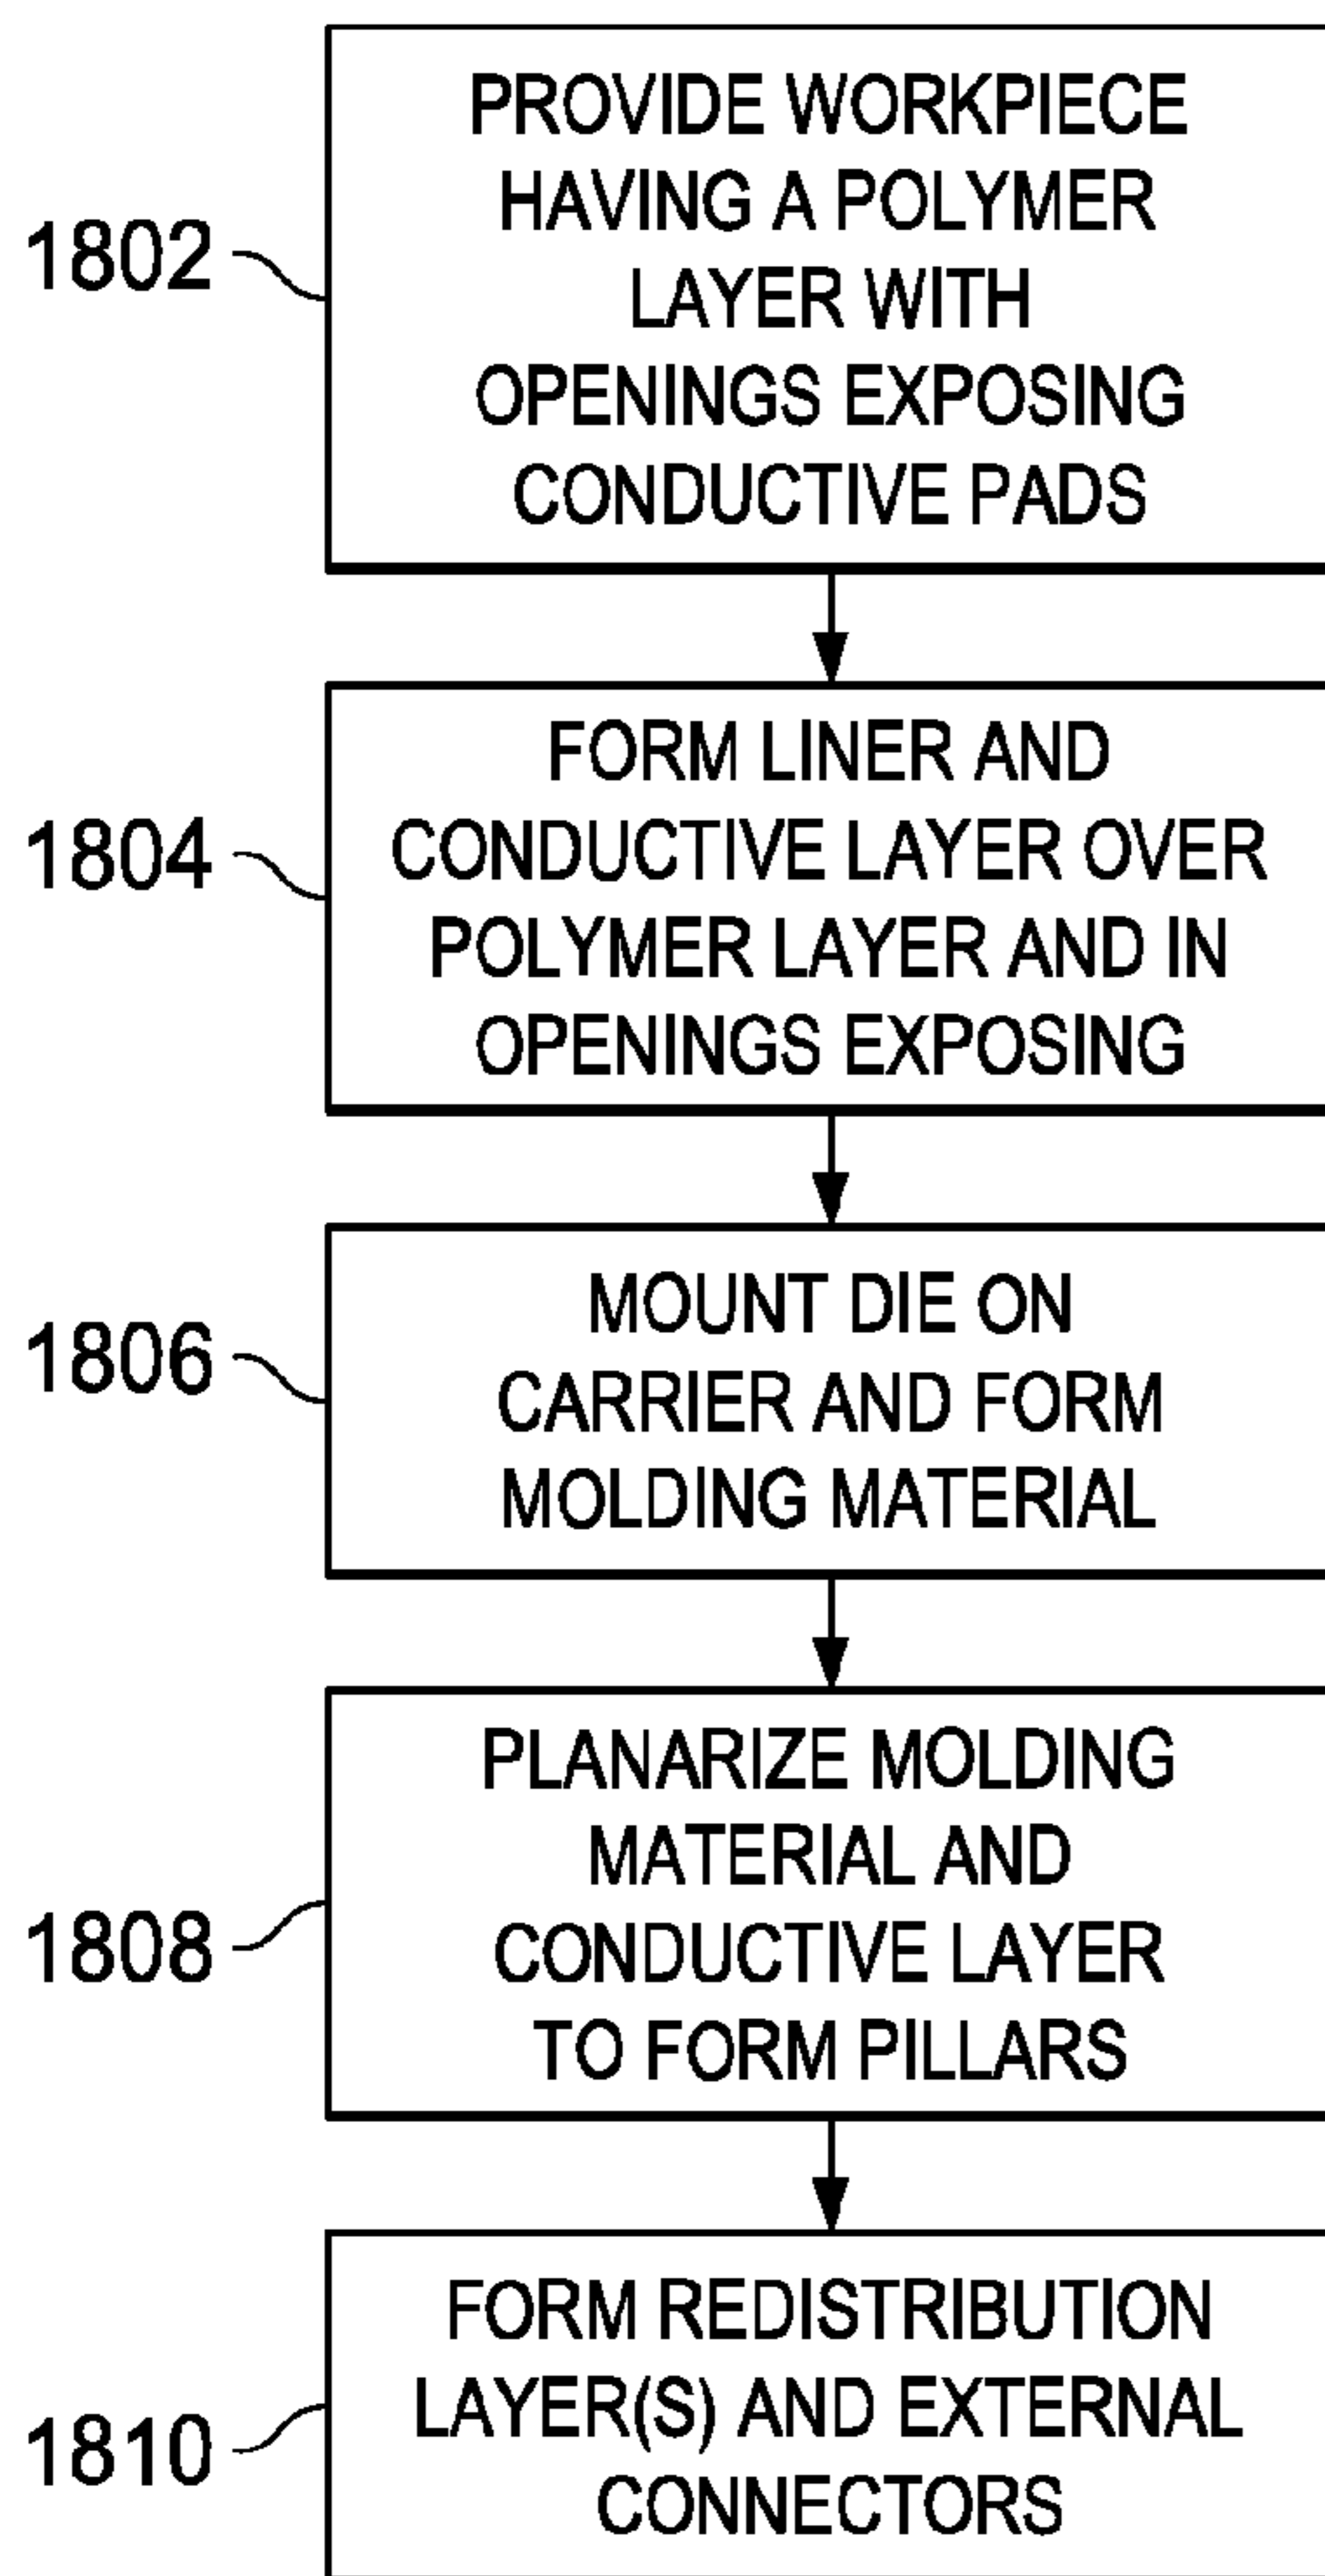 PROVIDE WORKPIECE
HAVING A POLYMER
1802
LAYER WITH
OPENINGS EXPOSING
CONDUCTIVE PADS
FORM LINER AND
1804
CONDUCTIVE LAYER OVER
POLYMER LAYER AND IN
OPENINGS EXPOSING
1806
MOUNT DIE ON
CARRIER AND FORM
MOLDING MATERIAL
PLANARIZE MOLDING
MATERIAL AND
1808
CONDUCTIVE LAYER
TO FORM PILLARS
FORM REDISTRIBUTION
LAYER(S) AND EXTERNAL
1810
CONNECTORS